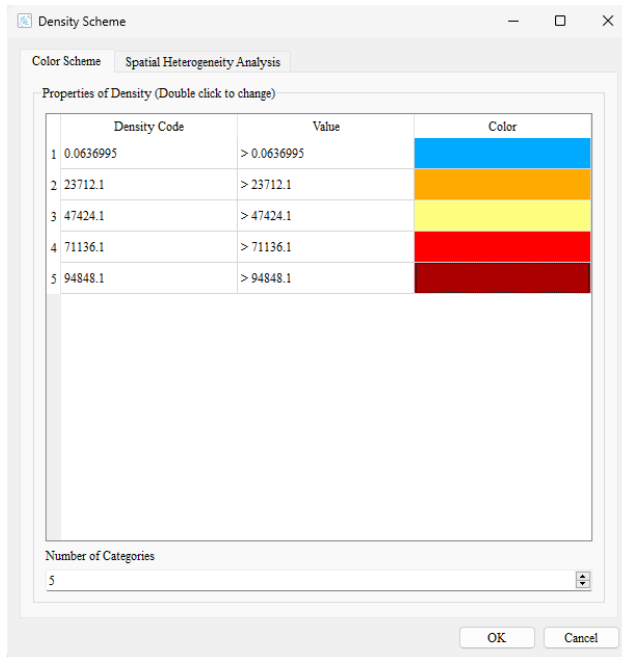 Density Scheme
Color Scheme Spatial Heterogeneity Analysis
Properties of Density (Double click to change)
Density Code Value Color
1 0.0636995 > 0.0636995
2 23712.1 > 23712.1
3 47424.1 > 47424.1
4 71136.1 > 71136.1
5 94848.1 > 94848.1
Number of Categories
5
OK Cancel